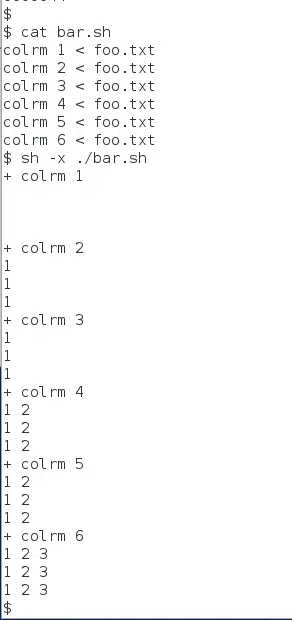 $
$ cat bar.sh
colrm 1 < foo.txt
colrm 2 < foo.txt
colrm 3 < foo.txt
colrm 4 < foo.txt
colrm 5 < foo.txt
colrm 6 < foo.txt
$ sh -x ./bar.sh
+ colrm 1
+ colrm 2
1
1
1
+ colrm 3
1
1
1
+ colrm 4
1 2
1 2
1 2
+ colrm 5
1 2
1 2
1 2
+ colrm 6
1 2 3
1 2 3
1 2 3
$